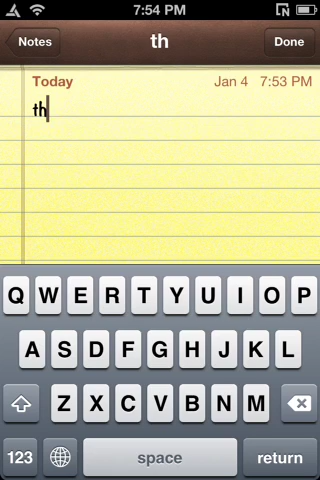 7:54 PM
Notes th Done
Today Jan 4 7:53 PM
th
Q W E R T Y U I O P
A S D F G H J K L
Z X C V B N M
123 space return